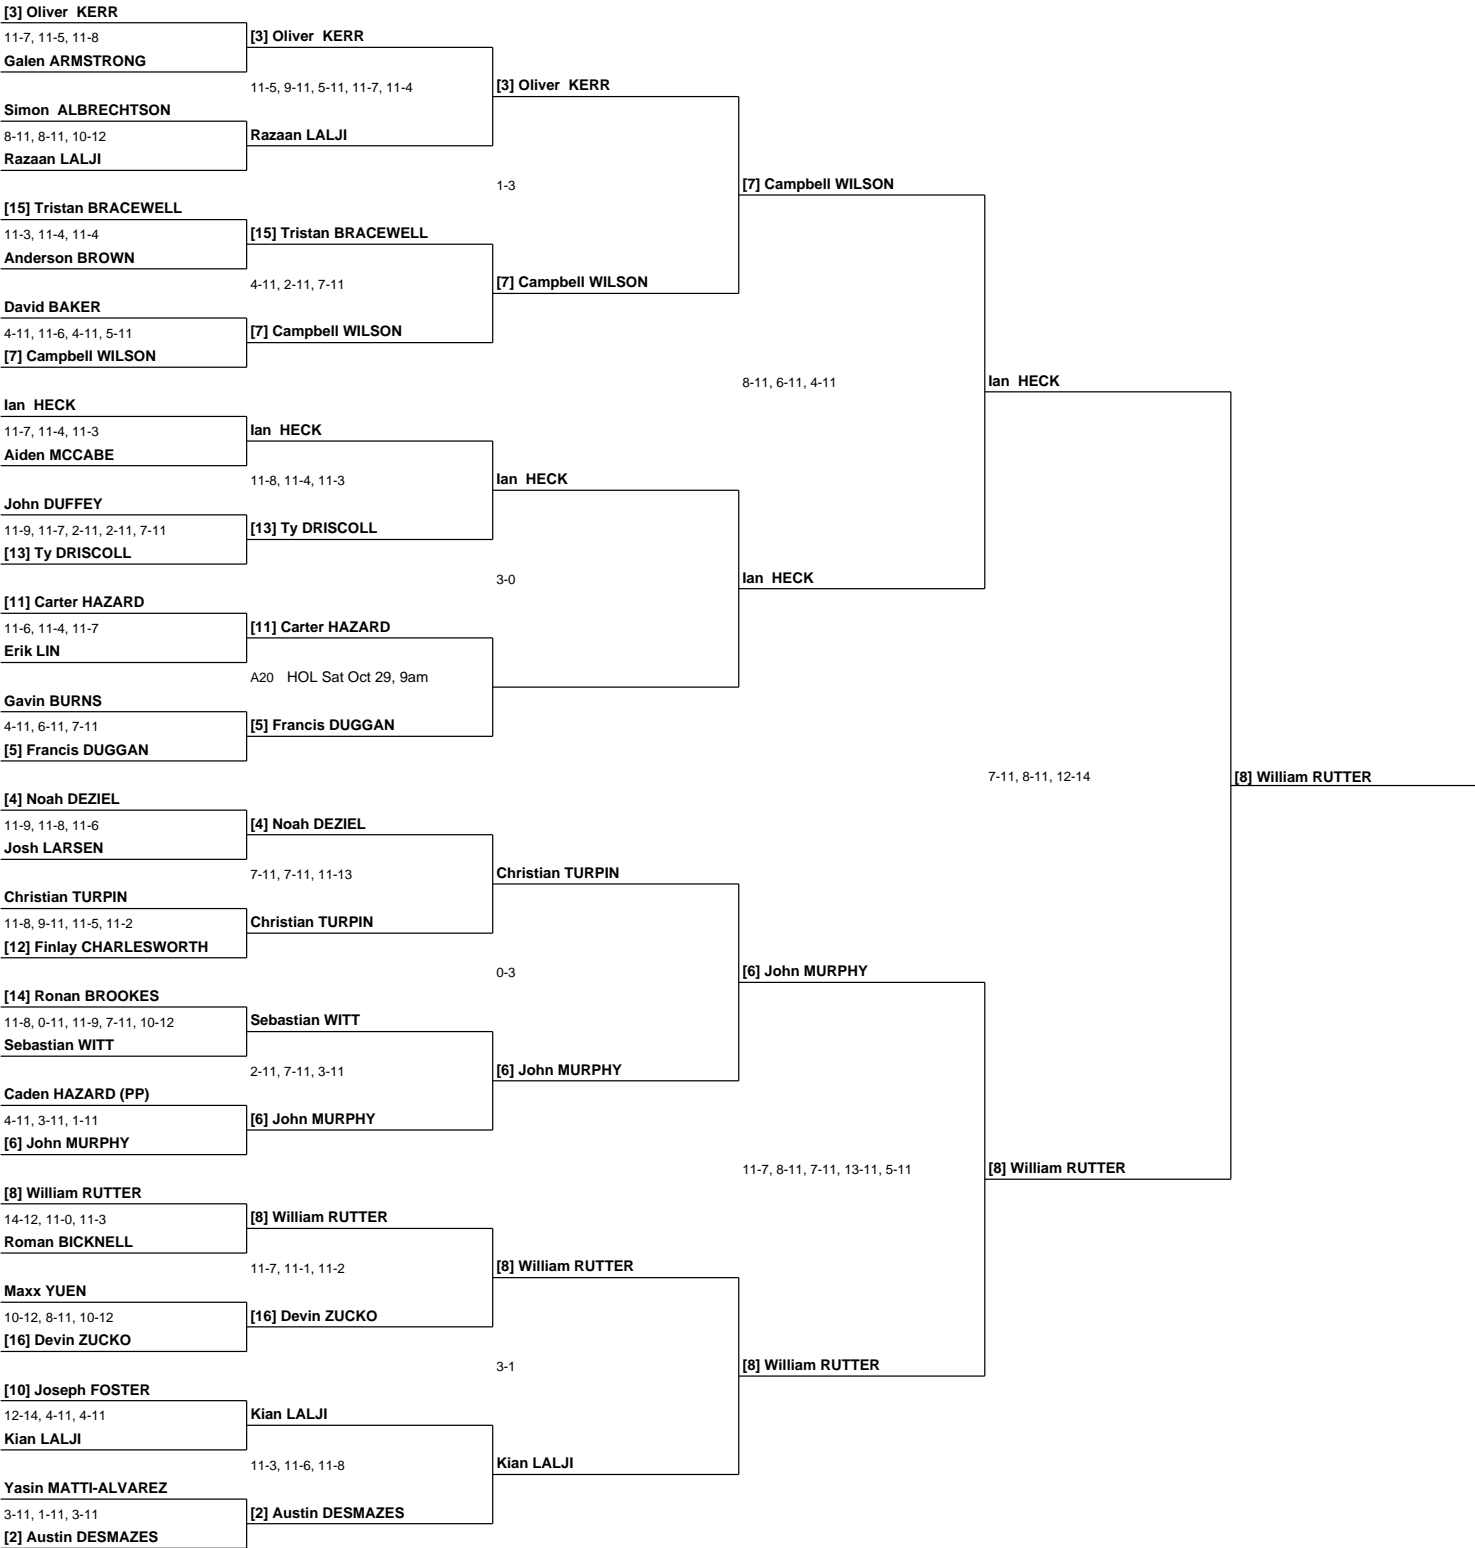 [3] Oliver  KERR
11-7, 11-5, 11-8
Galen ARMSTRONG
Simon  ALBRECHTSON
8-11, 8-11, 10-12
Razaan LALJI
[15] Tristan BRACEWELL
11-3, 11-4, 11-4
Anderson BROWN
David BAKER
4-11, 11-6, 4-11, 5-11
[7] Campbell WILSON
Ian  HECK
11-7, 11-4, 11-3
Aiden MCCABE
John DUFFEY
11-9, 11-7, 2-11, 2-11, 7-11
[13] Ty DRISCOLL
[11] Carter HAZARD
11-6, 11-4, 11-7
Erik LIN
Gavin BURNS
4-11, 6-11, 7-11
[5] Francis DUGGAN
[4] Noah DEZIEL
11-9, 11-8, 11-6
Josh LARSEN
Christian TURPIN
11-8, 9-11, 11-5, 11-2
[12] Finlay CHARLESWORTH
[14] Ronan BROOKES
11-8, 0-11, 11-9, 7-11, 10-12
Sebastian WITT
Caden HAZARD (PP)
4-11, 3-11, 1-11
[6] John MURPHY
[8] William RUTTER
14-12, 11-0, 11-3
Roman BICKNELL
Maxx YUEN
10-12, 8-11, 10-12
[16] Devin ZUCKO
[10] Joseph FOSTER
12-14, 4-11, 4-11
Kian LALJI
Yasin MATTI-ALVAREZ
3-11, 1-11, 3-11
[2] Austin DESMAZES
[3] Oliver  KERR
11-5, 9-11, 5-11, 11-7, 11-4
Razaan LALJI
[15] Tristan BRACEWELL
4-11, 2-11, 7-11
[7] Campbell WILSON
Ian  HECK
11-8, 11-4, 11-3
[13] Ty DRISCOLL
[11] Carter HAZARD
A20 HOL Sat Oct 29, 9am
[5] Francis DUGGAN
[4] Noah DEZIEL
7-11, 7-11, 11-13
Christian TURPIN
Sebastian WITT
2-11, 7-11, 3-11
[6] John MURPHY
[8] William RUTTER
11-7, 11-1, 11-2
[16] Devin ZUCKO
Kian LALJI
11-3, 11-6, 11-8
[2] Austin DESMAZES
[3] Oliver  KERR
1-3
[7] Campbell WILSON
Ian  HECK
3-0
Christian TURPIN
0-3
[6] John MURPHY
[8] William RUTTER
3-1
Kian LALJI
[7] Campbell WILSON
8-11, 6-11, 4-11
Ian  HECK
[6] John MURPHY
11-7, 8-11, 7-11, 13-11, 5-11
[8] William RUTTER
Ian  HECK
7-11, 8-11, 12-14
[8] William RUTTER
[8] William RUTTER